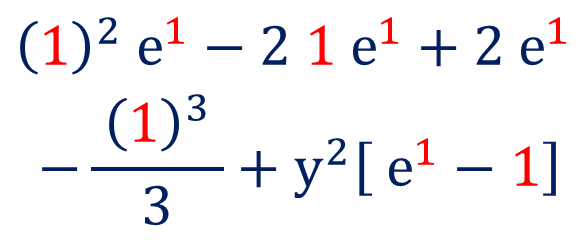 (1)² e¹ − 2 1 e¹ + 2 e¹
− (1)³/3 + y²[ e¹ − 1]